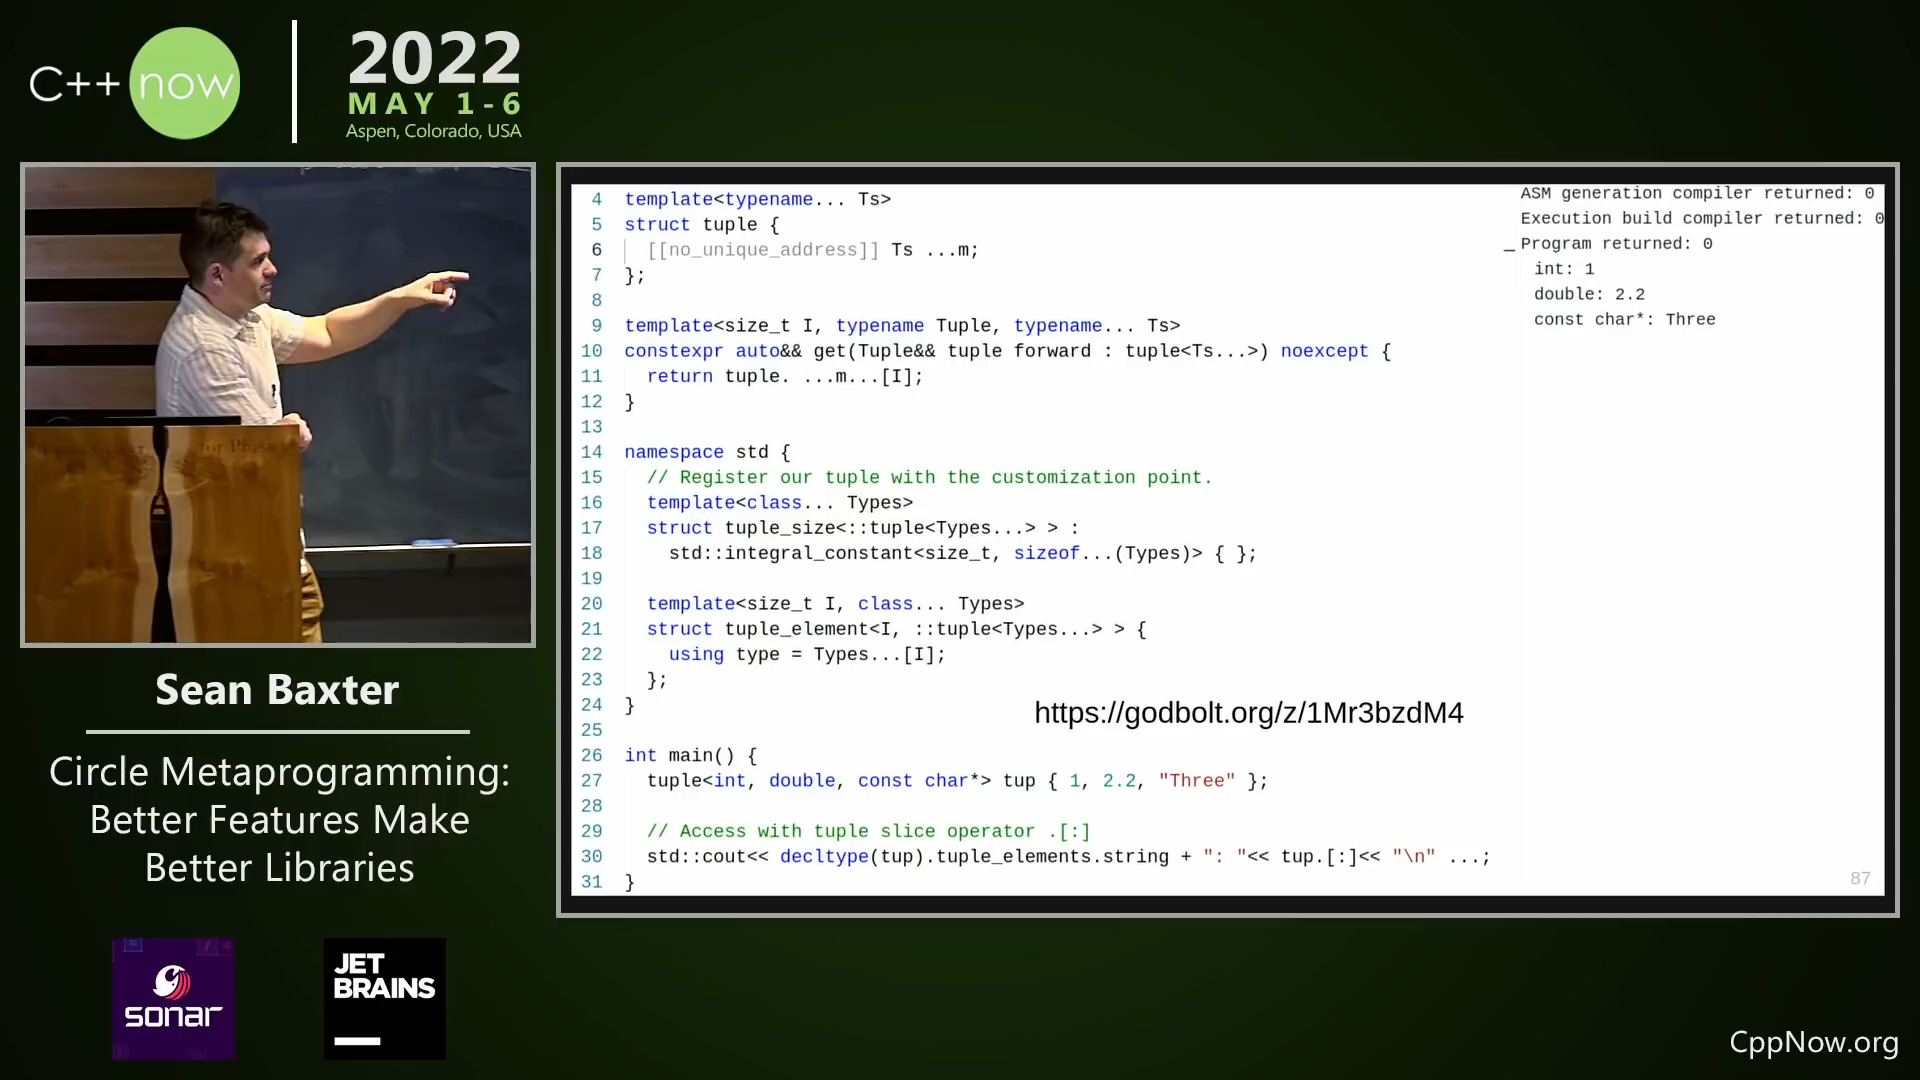 C++ now
2022
MAY 1-6
Aspen, Colorado, USA
4 template<typename... Ts>
5 struct tuple {
6 [[no_unique_address]] Ts ...m;
7 };
8
9 template<size_t I, typename Tuple, typename... Ts>
10 constexpr auto&& get(Tuple&& tuple forward : tuple<Ts...>) noexcept {
11 return tuple. ...m...[I];
12 }
13
14 namespace std {
15 // Register our tuple with the customization point.
16 template<class... Types>
17 struct tuple_size<::tuple<Types...> > :
18 std::integral_constant<size_t, sizeof...(Types)> { };
19
20 template<size_t I, class... Types>
21 struct tuple_element<I, ::tuple<Types...> > {
22 using type = Types...[I];
23 };
24 }
25
26 int main() {
27 tuple<int, double, const char*> tup { 1, 2.2, "Three" };
28
29 // Access with tuple slice operator .[:]
30 std::cout<< decltype(tup).tuple_elements.string + ": "<< tup.[:]<< "\n" ...;
31 }
https://godbolt.org/z/1Mr3bzdM4
ASM generation compiler returned: 0
Execution build compiler returned: 0
Program returned: 0
int: 1
double: 2.2
const char*: Three
87
Sean Baxter
Circle Metaprogramming:
Better Features Make
Better Libraries
sonar
JET
BRAINS
CppNow.org